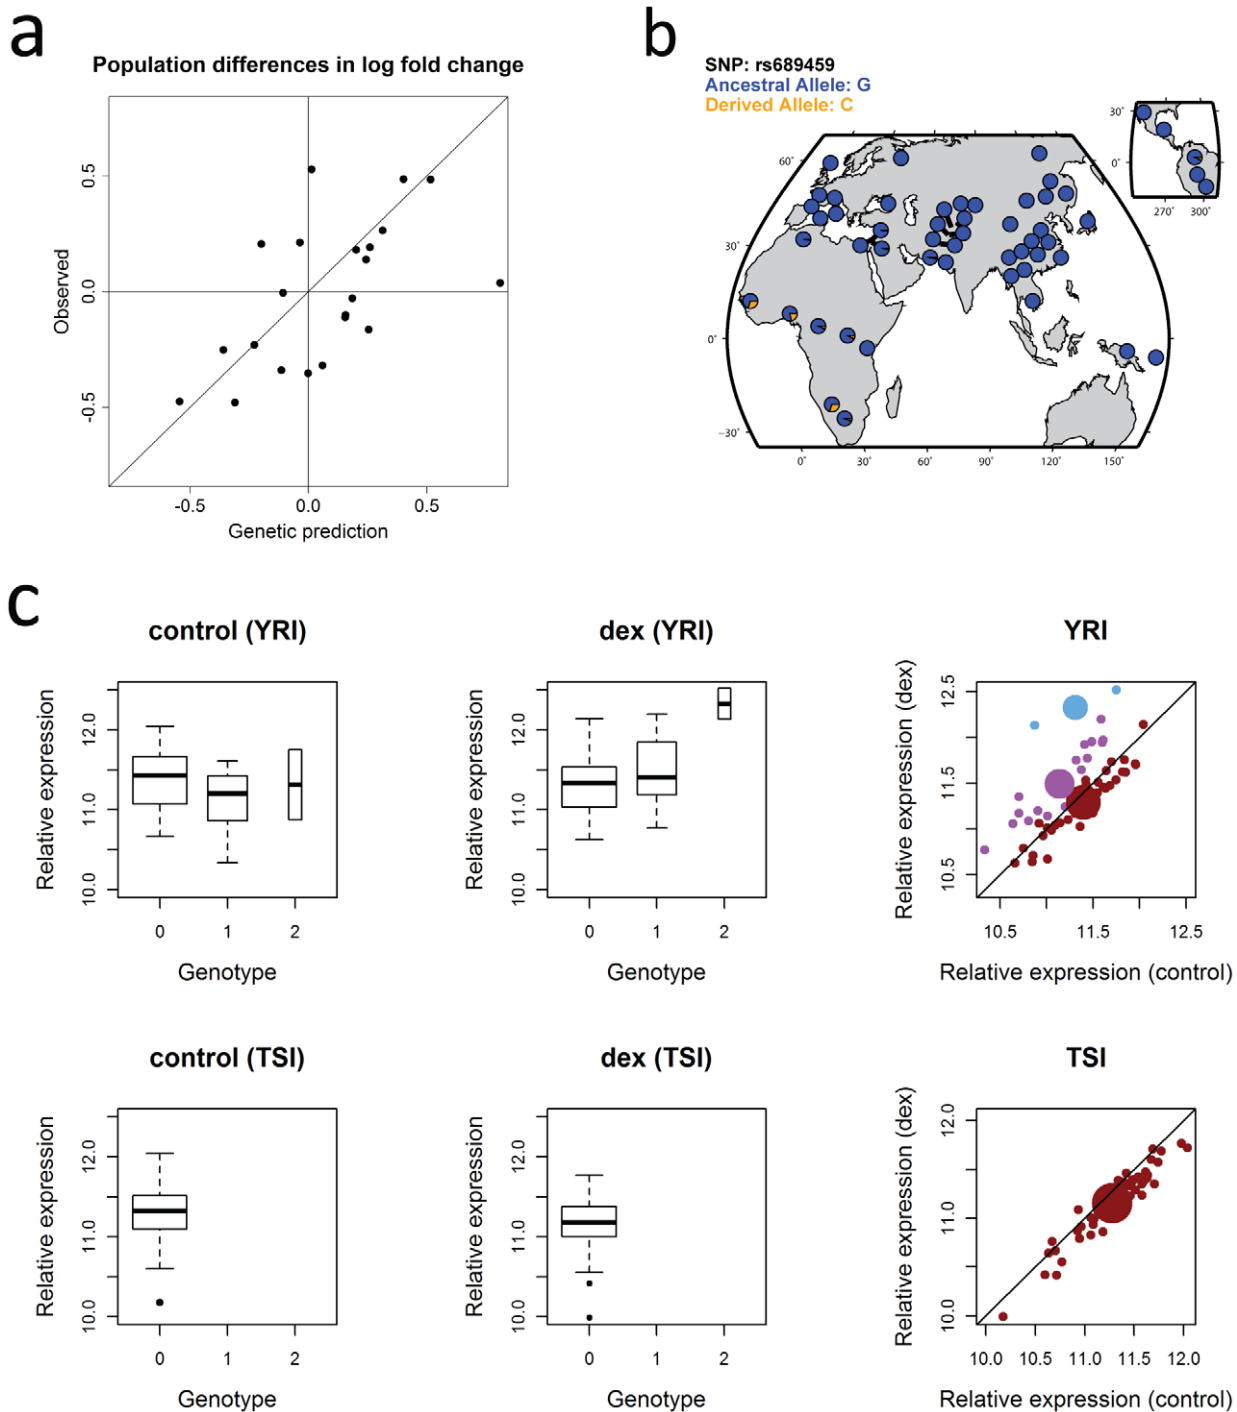 a
Population differences in log fold change
Observed
0.5
0.0
-0.5
-0.5
0.0
0.5
Genetic prediction
b
SNP: rs689459
Ancestral Allele: G
Derived Allele: C
60°
30°
0°
−30°
0°
30°
60°
90°
120°
150°
30°
0°
270°
300°
c
control (YRI)
Relative expression
12.0
11.0
10.0
0
1
2
Genotype
dex (YRI)
Relative expression
12.0
11.0
10.0
0
1
2
Genotype
YRI
Relative expression (dex)
12.5
11.5
10.5
10.5
11.5
12.5
Relative expression (control)
control (TSI)
Relative expression
12.0
11.0
10.0
0
1
2
Genotype
dex (TSI)
Relative expression
12.0
11.0
10.0
0
1
2
Genotype
TSI
Relative expression (dex)
12.0
11.0
10.0
10.0
10.5
11.0
11.5
12.0
Relative expression (control)